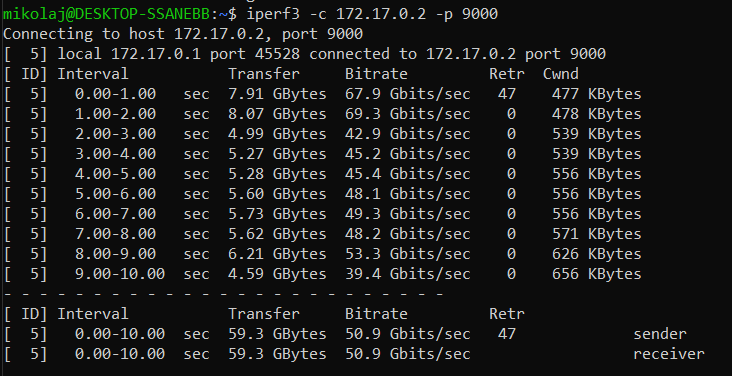 mikolaj@DESKTOP-SSANEBB:~$ iperf3 -c 172.17.0.2 -p 9000
Connecting to host 172.17.0.2, port 9000
[  5] local 172.17.0.1 port 45528 connected to 172.17.0.2 port 9000
[ ID] Interval           Transfer     Bitrate         Retr  Cwnd
[  5]   0.00-1.00   sec  7.91 GBytes  67.9 Gbits/sec   47    477 KBytes
[  5]   1.00-2.00   sec  8.07 GBytes  69.3 Gbits/sec    0    478 KBytes
[  5]   2.00-3.00   sec  4.99 GBytes  42.9 Gbits/sec    0    539 KBytes
[  5]   3.00-4.00   sec  5.27 GBytes  45.2 Gbits/sec    0    539 KBytes
[  5]   4.00-5.00   sec  5.28 GBytes  45.4 Gbits/sec    0    556 KBytes
[  5]   5.00-6.00   sec  5.60 GBytes  48.1 Gbits/sec    0    556 KBytes
[  5]   6.00-7.00   sec  5.73 GBytes  49.3 Gbits/sec    0    556 KBytes
[  5]   7.00-8.00   sec  5.62 GBytes  48.2 Gbits/sec    0    571 KBytes
[  5]   8.00-9.00   sec  6.21 GBytes  53.3 Gbits/sec    0    626 KBytes
[  5]   9.00-10.00  sec  4.59 GBytes  39.4 Gbits/sec    0    656 KBytes
- - - - - - - - - - - - - - - - - - - - - - - - -
[ ID] Interval           Transfer     Bitrate         Retr
[  5]   0.00-10.00  sec  59.3 GBytes  50.9 Gbits/sec   47             sender
[  5]   0.00-10.00  sec  59.3 GBytes  50.9 Gbits/sec                  receiver